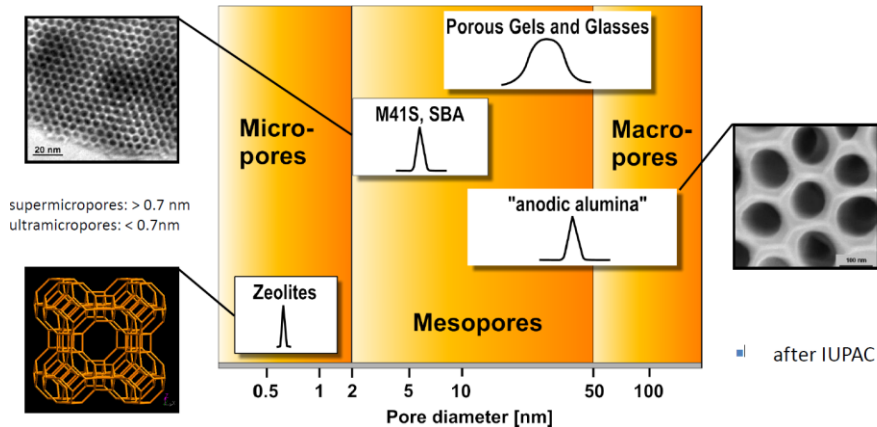 Porous Gels and Glasses
M41S, SBA
Micro-
pores
Macro-
pores
20 nm
supermicropores: > 0.7 nm
ultramicropores: < 0.7nm
"anodic alumina"
100 nm
Zeolites
Mesopores
after IUPAC
0.5 1 2 5 10 50 100
Pore diameter [nm]